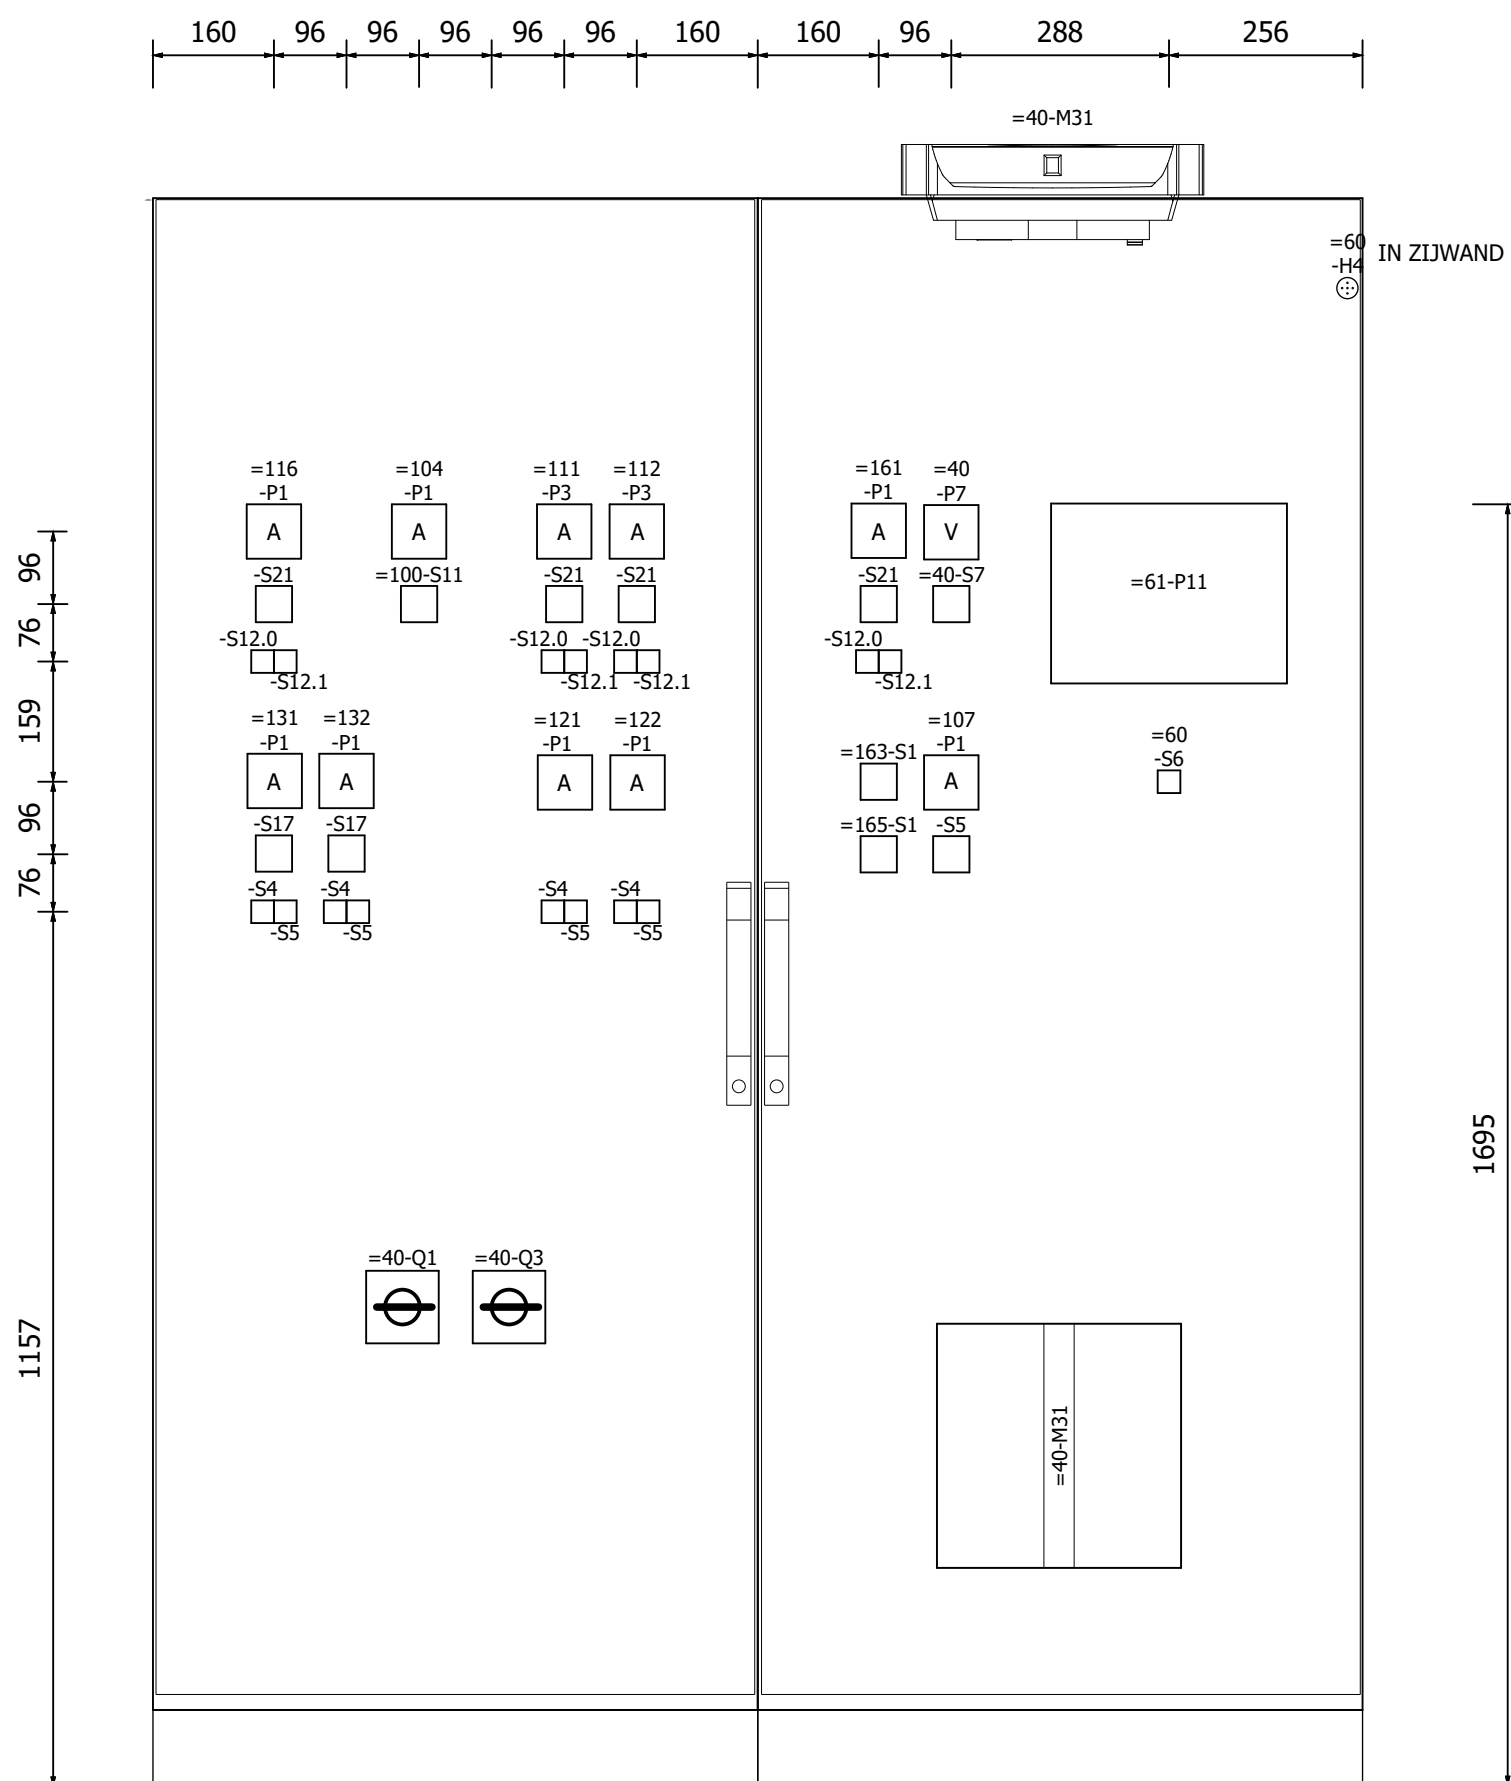 160 96 96 96 96 96 160 160 96 288 256
=40-M31
=60
-H4
IN ZIJWAND
=116 =104 =111 =112 =161 =40
-P1 -P1 -P3 -P3 -P1 -P7
A A A A A V
-S21 =100-S11 -S21 -S21 -S21 =40-S7
=61-P11
-S12.0 -S12.0 -S12.0 -S12.0
-S12.1 -S12.1 -S12.1 -S12.1
=131 =132 =121 =122 =107
-P1 -P1 -P1 -P1 -P1
=60
-S6
=163-S1
A A A A A
-S17 -S17 =165-S1 -S5
-S4 -S4 -S4 -S4
-S5 -S5 -S5 -S5
=40-Q1 =40-Q3
=40-M31
96
76
159
96
76
1157
1695